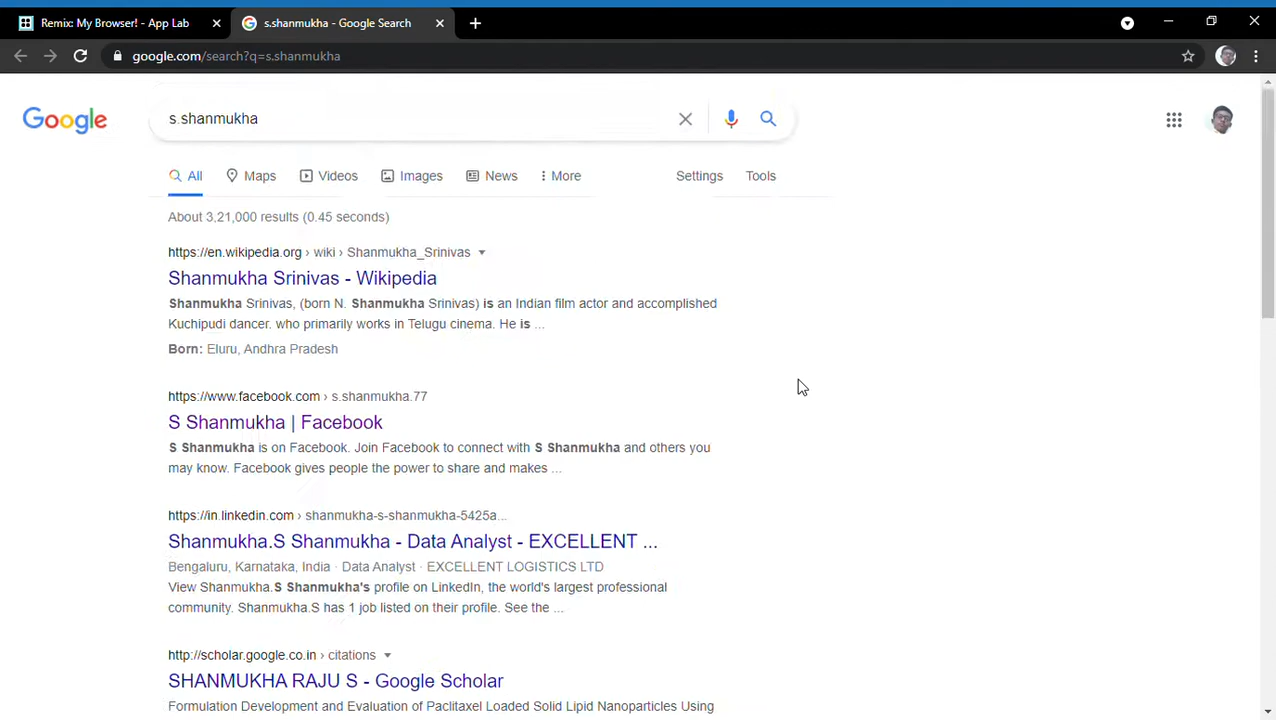 Remix: My Browser! - App Lab
s.shanmukha - Google Search
google.com/search?q=s.shanmukha
Google
s.shanmukha
All Maps Videos Images News More Settings Tools
About 3,21,000 results (0.45 seconds)
https://en.wikipedia.org › wiki › Shanmukha_Srinivas
Shanmukha Srinivas - Wikipedia
Shanmukha Srinivas, (born N. Shanmukha Srinivas) is an Indian film actor and accomplished
Kuchipudi dancer. who primarily works in Telugu cinema. He is ...
Born: Eluru, Andhra Pradesh
https://www.facebook.com › s.shanmukha.77
S Shanmukha | Facebook
S Shanmukha is on Facebook. Join Facebook to connect with S Shanmukha and others you
may know. Facebook gives people the power to share and makes ...
https://in.linkedin.com › shanmukha-s-shanmukha-5425a...
Shanmukha.S Shanmukha - Data Analyst - EXCELLENT ...
Bengaluru, Karnataka, India · Data Analyst · EXCELLENT LOGISTICS LTD
View Shanmukha.S Shanmukha's profile on LinkedIn, the world's largest professional
community. Shanmukha.S has 1 job listed on their profile. See the ...
http://scholar.google.co.in › citations
SHANMUKHA RAJU S - Google Scholar
Formulation Development and Evaluation of Paclitaxel Loaded Solid Lipid Nanoparticles Using